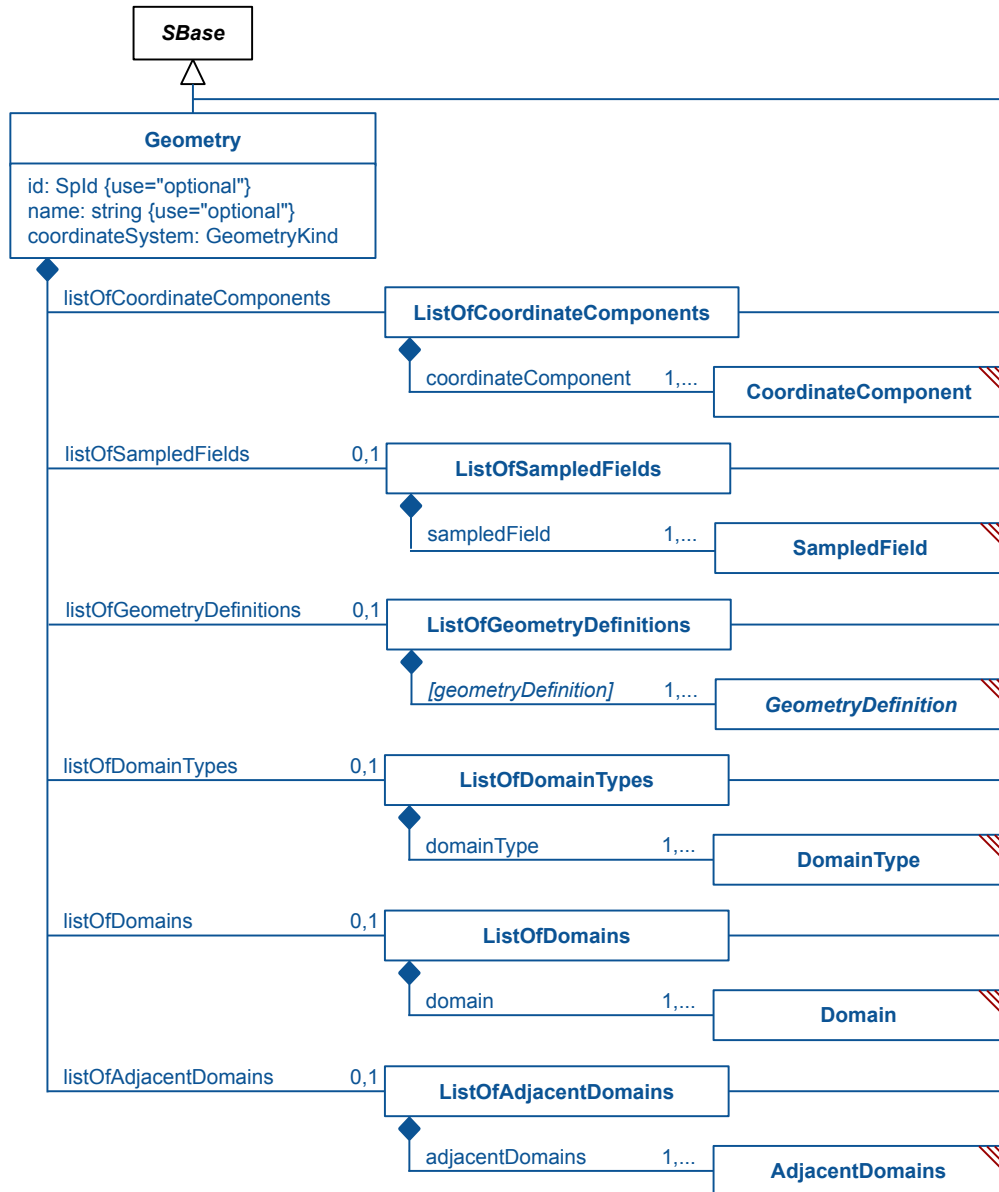 SBase
Geometry
id: SpId {use="optional"}
name: string {use="optional"}
coordinateSystem: GeometryKind
listOfCoordinateComponents
ListOfCoordinateComponents
coordinateComponent 1,...
CoordinateComponent
listOfSampledFields 0,1
ListOfSampledFields
sampledField 1,...
SampledField
listOfGeometryDefinitions 0,1
ListOfGeometryDefinitions
[geometryDefinition] 1,...
GeometryDefinition
listOfDomainTypes 0,1
ListOfDomainTypes
domainType 1,...
DomainType
listOfDomains 0,1
ListOfDomains
domain 1,...
Domain
listOfAdjacentDomains 0,1
ListOfAdjacentDomains
adjacentDomains 1,...
AdjacentDomains